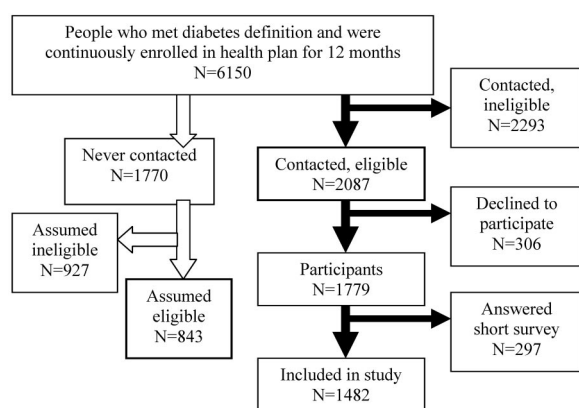 People who met diabetes definition and were
continuously enrolled in health plan for 12 months
N=6150
Contacted,
ineligible
N=2293
Never contacted
N=1770
Contacted, eligible
N=2087
Assumed
ineligible
N=927
Declined to
participate
N=306
Assumed
eligible
N=843
Participants
N=1779
Answered
short survey
N=297
Included in study
N=1482